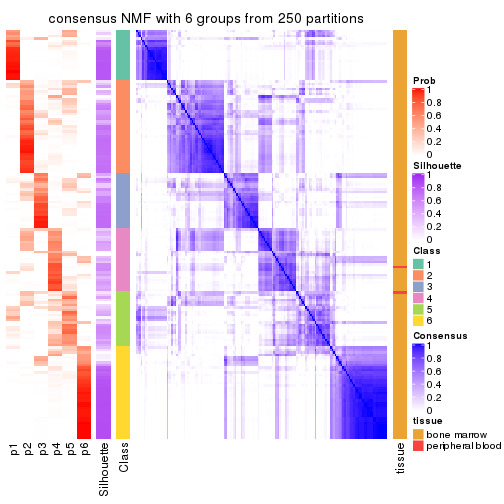 consensus NMF with 6 groups from 250 partitions
p1
p2
p3
p4
p5
p6
Silhouette
Class
tissue
Prob
1
0.8
0.6
0.4
0.2
0
Silhouette
1
0.8
0.6
0.4
0.2
0
Class
1
2
3
4
5
6
Consensus
1
0.8
0.6
0.4
0.2
0
tissue
bone marrow
peripheral blood